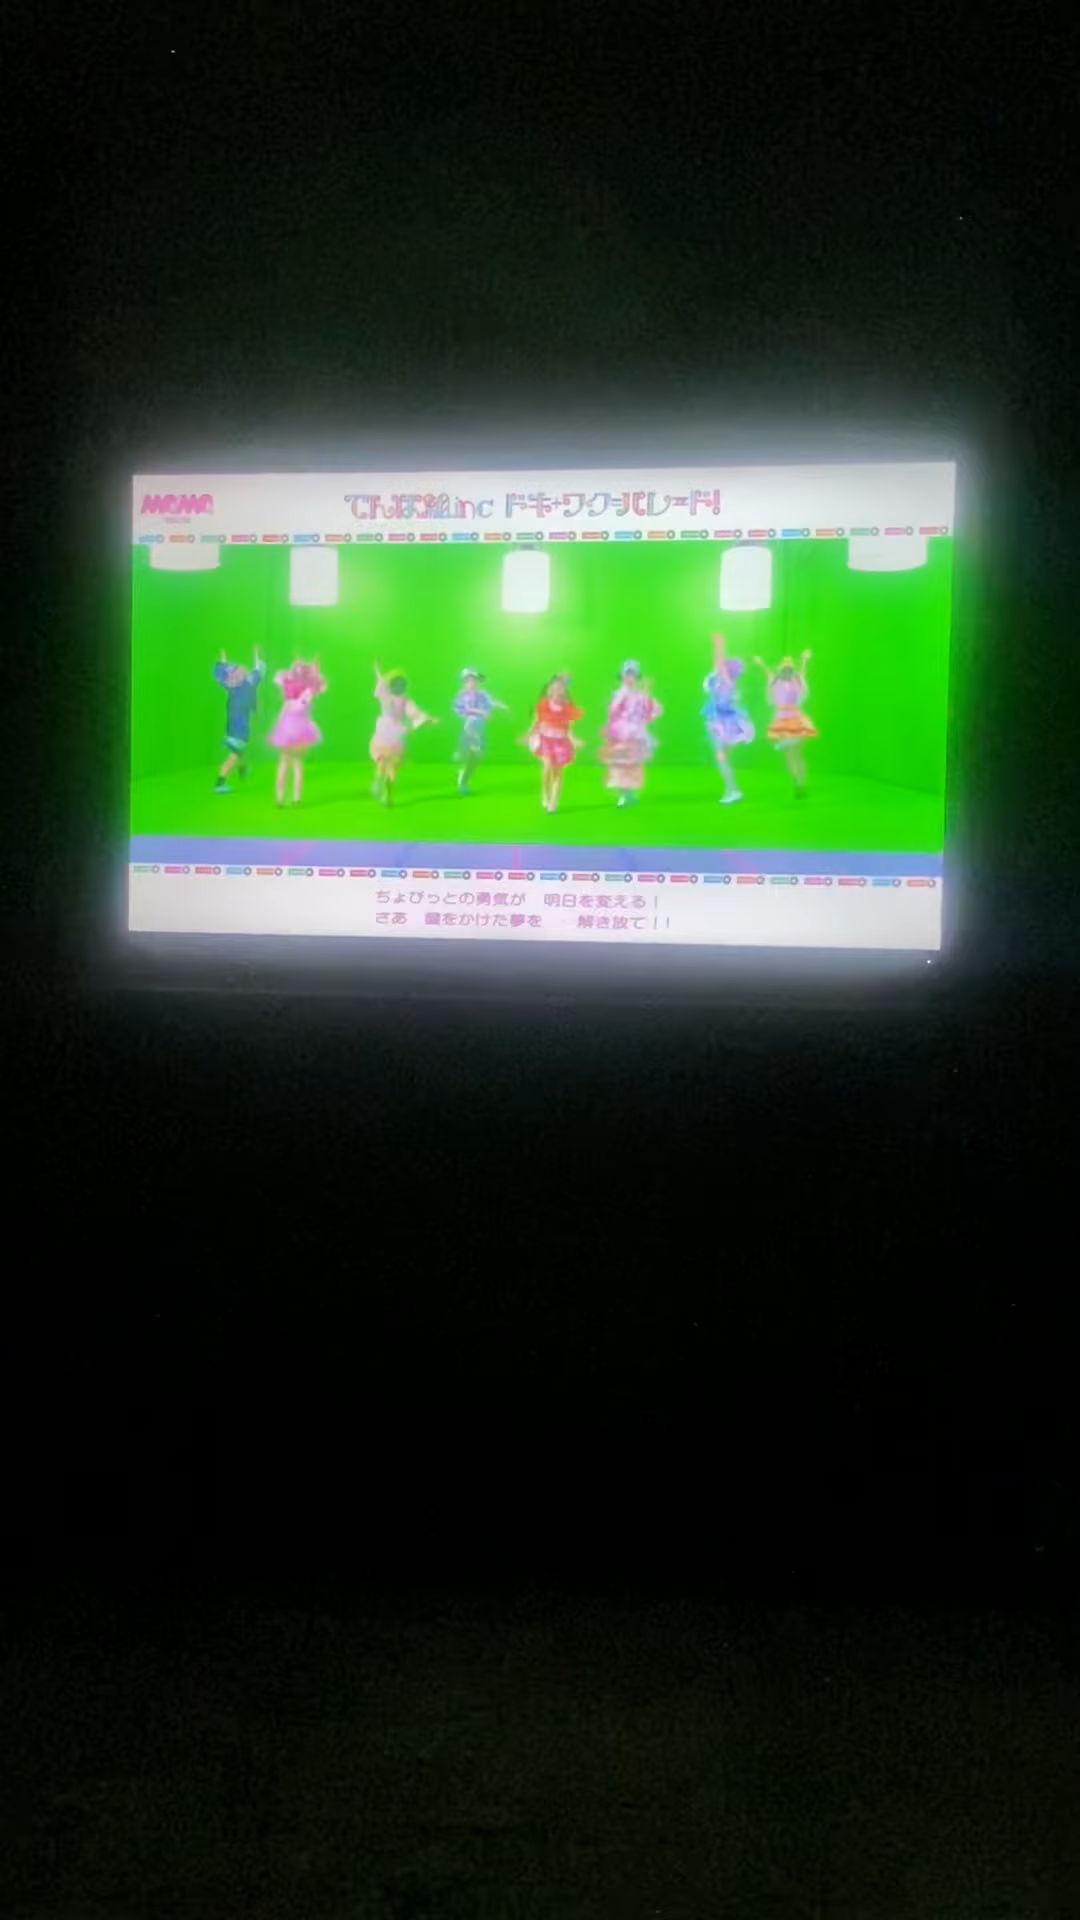 MOMO
でんぱ組.inc ドキ+ワク=パレード!
ちょびっとの勇気が　明日を変える！
さあ　鍵をかけた夢を　解き放て！！